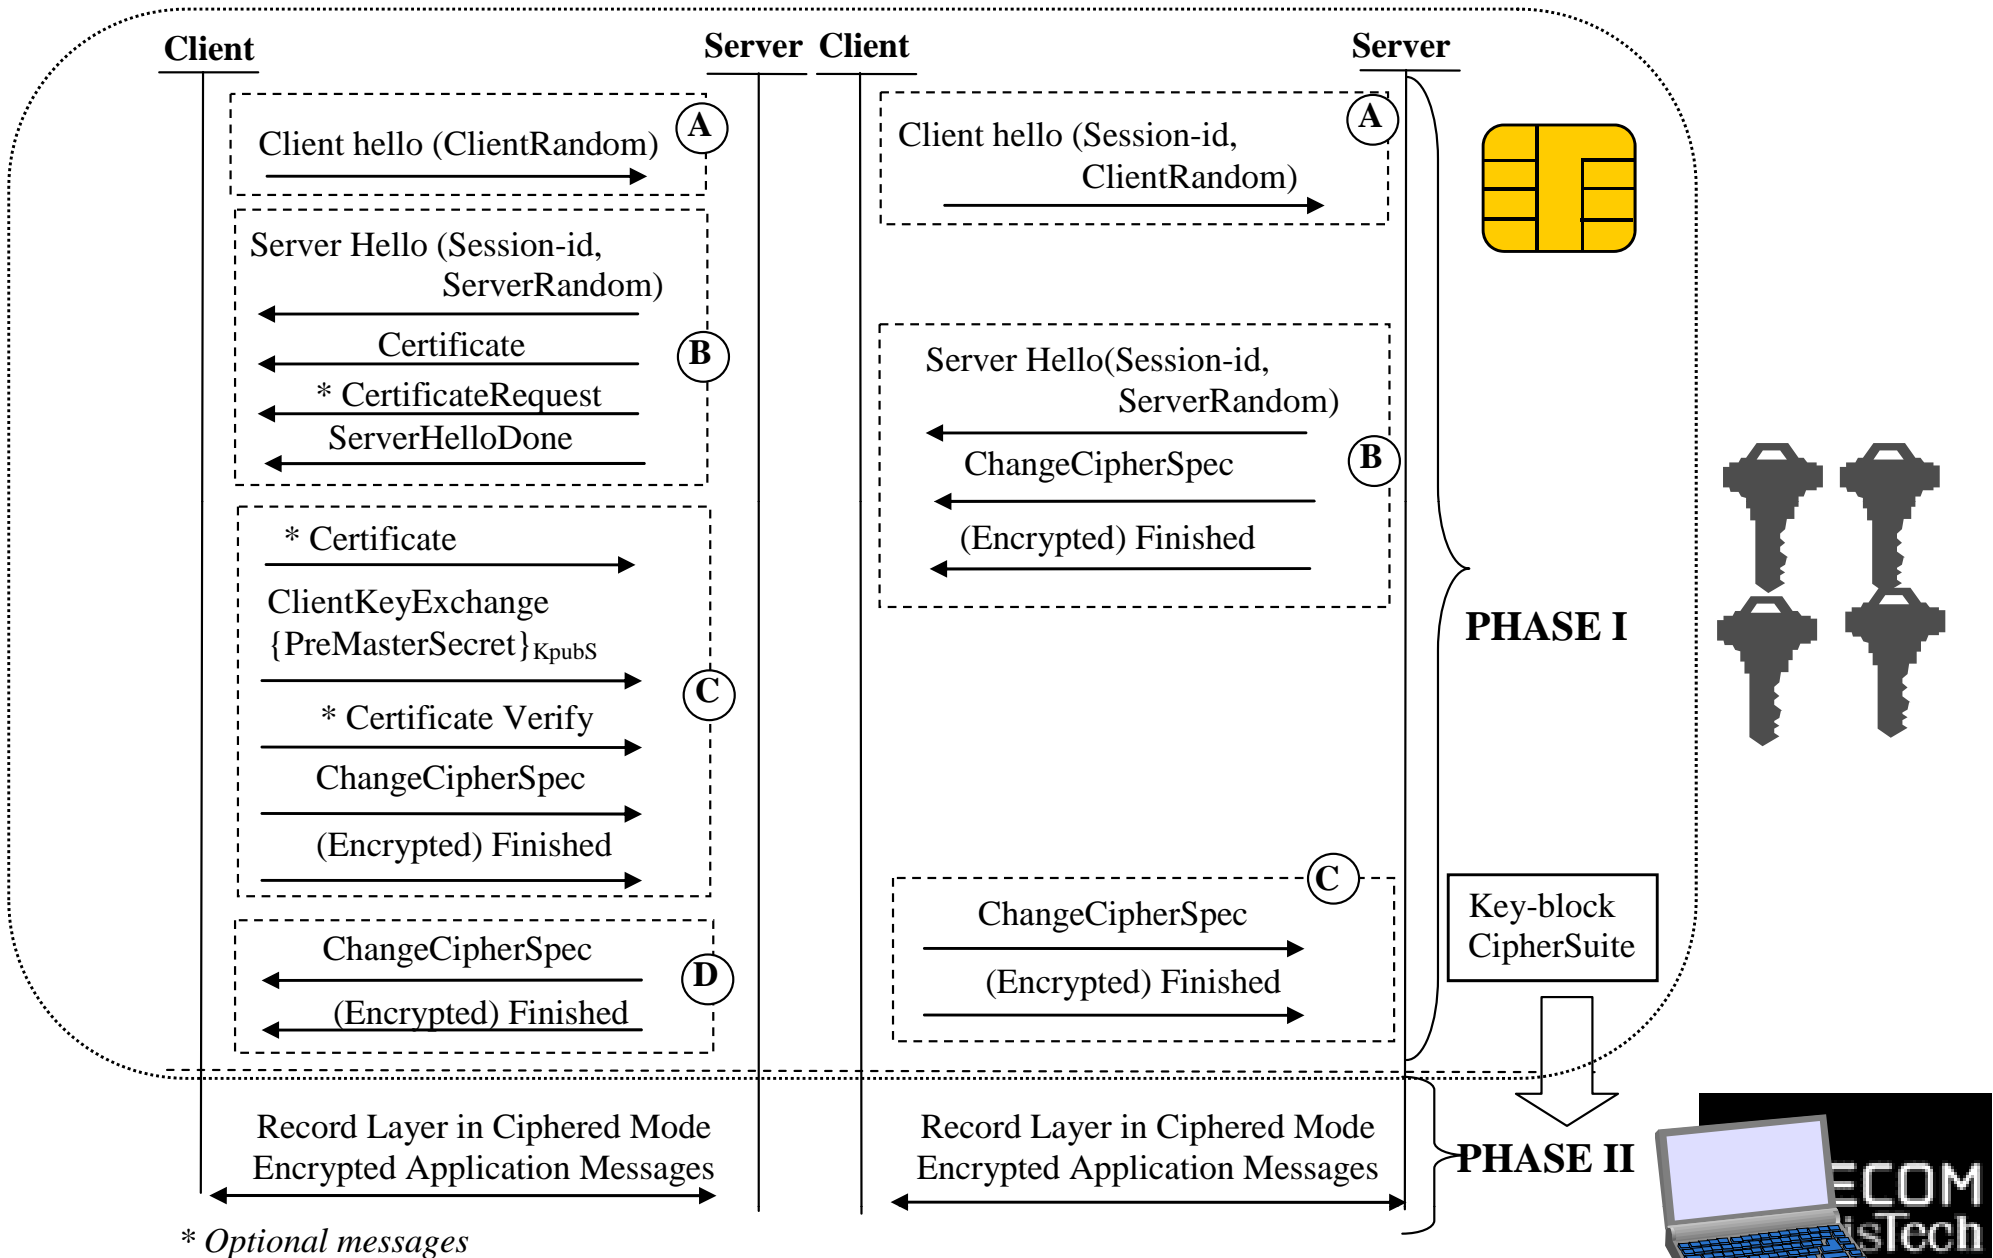 Client
Server
Client
Server
A
Client hello (ClientRandom)
Server Hello (Session-id,
ServerRandom)
Certificate
B
* CertificateRequest
ServerHelloDone
* Certificate
ClientKeyExchange
{PreMasterSecret}KpubS
C
* Certificate Verify
ChangeCipherSpec
(Encrypted) Finished
ChangeCipherSpec
D
(Encrypted) Finished
Record Layer in Ciphered Mode
Encrypted Application Messages
* Optional messages
A
Client hello (Session-id,
ClientRandom)
Server Hello(Session-id,
ServerRandom)
B
ChangeCipherSpec
(Encrypted) Finished
C
ChangeCipherSpec
(Encrypted) Finished
Record Layer in Ciphered Mode
Encrypted Application Messages
PHASE I
Key-block
CipherSuite
PHASE II
ECOM
isTech